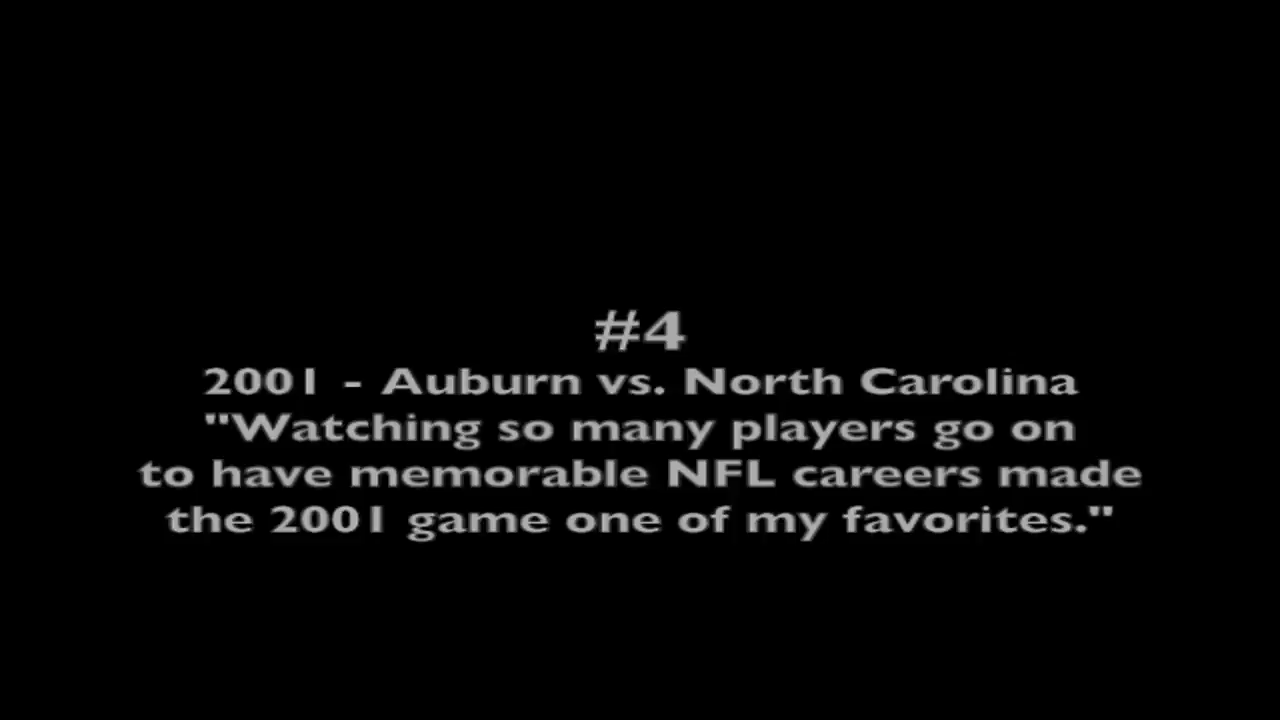 #4
2001 - Auburn vs. North Carolina
"Watching so many players go on
to have memorable NFL careers made
the 2001 game one of my favorites."